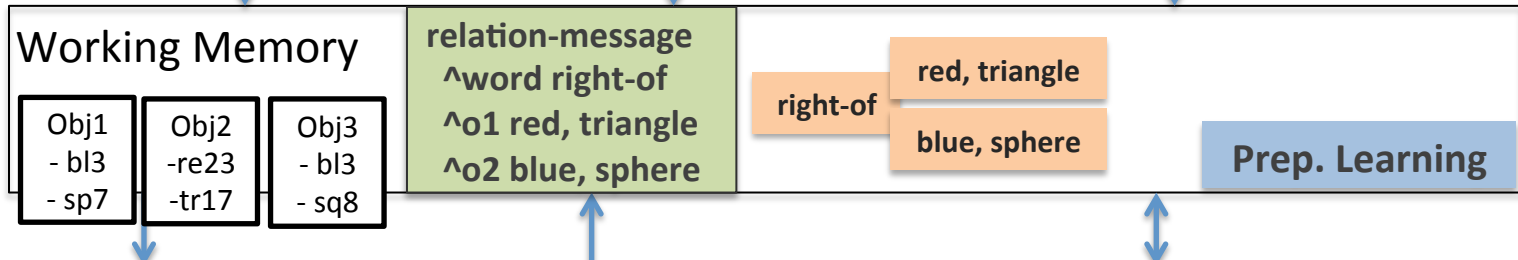 Working Memory
Obj1
- bl3
- sp7
Obj2
-re23
-tr17
Obj3
- bl3
- sq8
relation-message
^word right-of
^o1 red, triangle
^o2 blue, sphere
right-of
red, triangle
blue, sphere
Prep. Learning